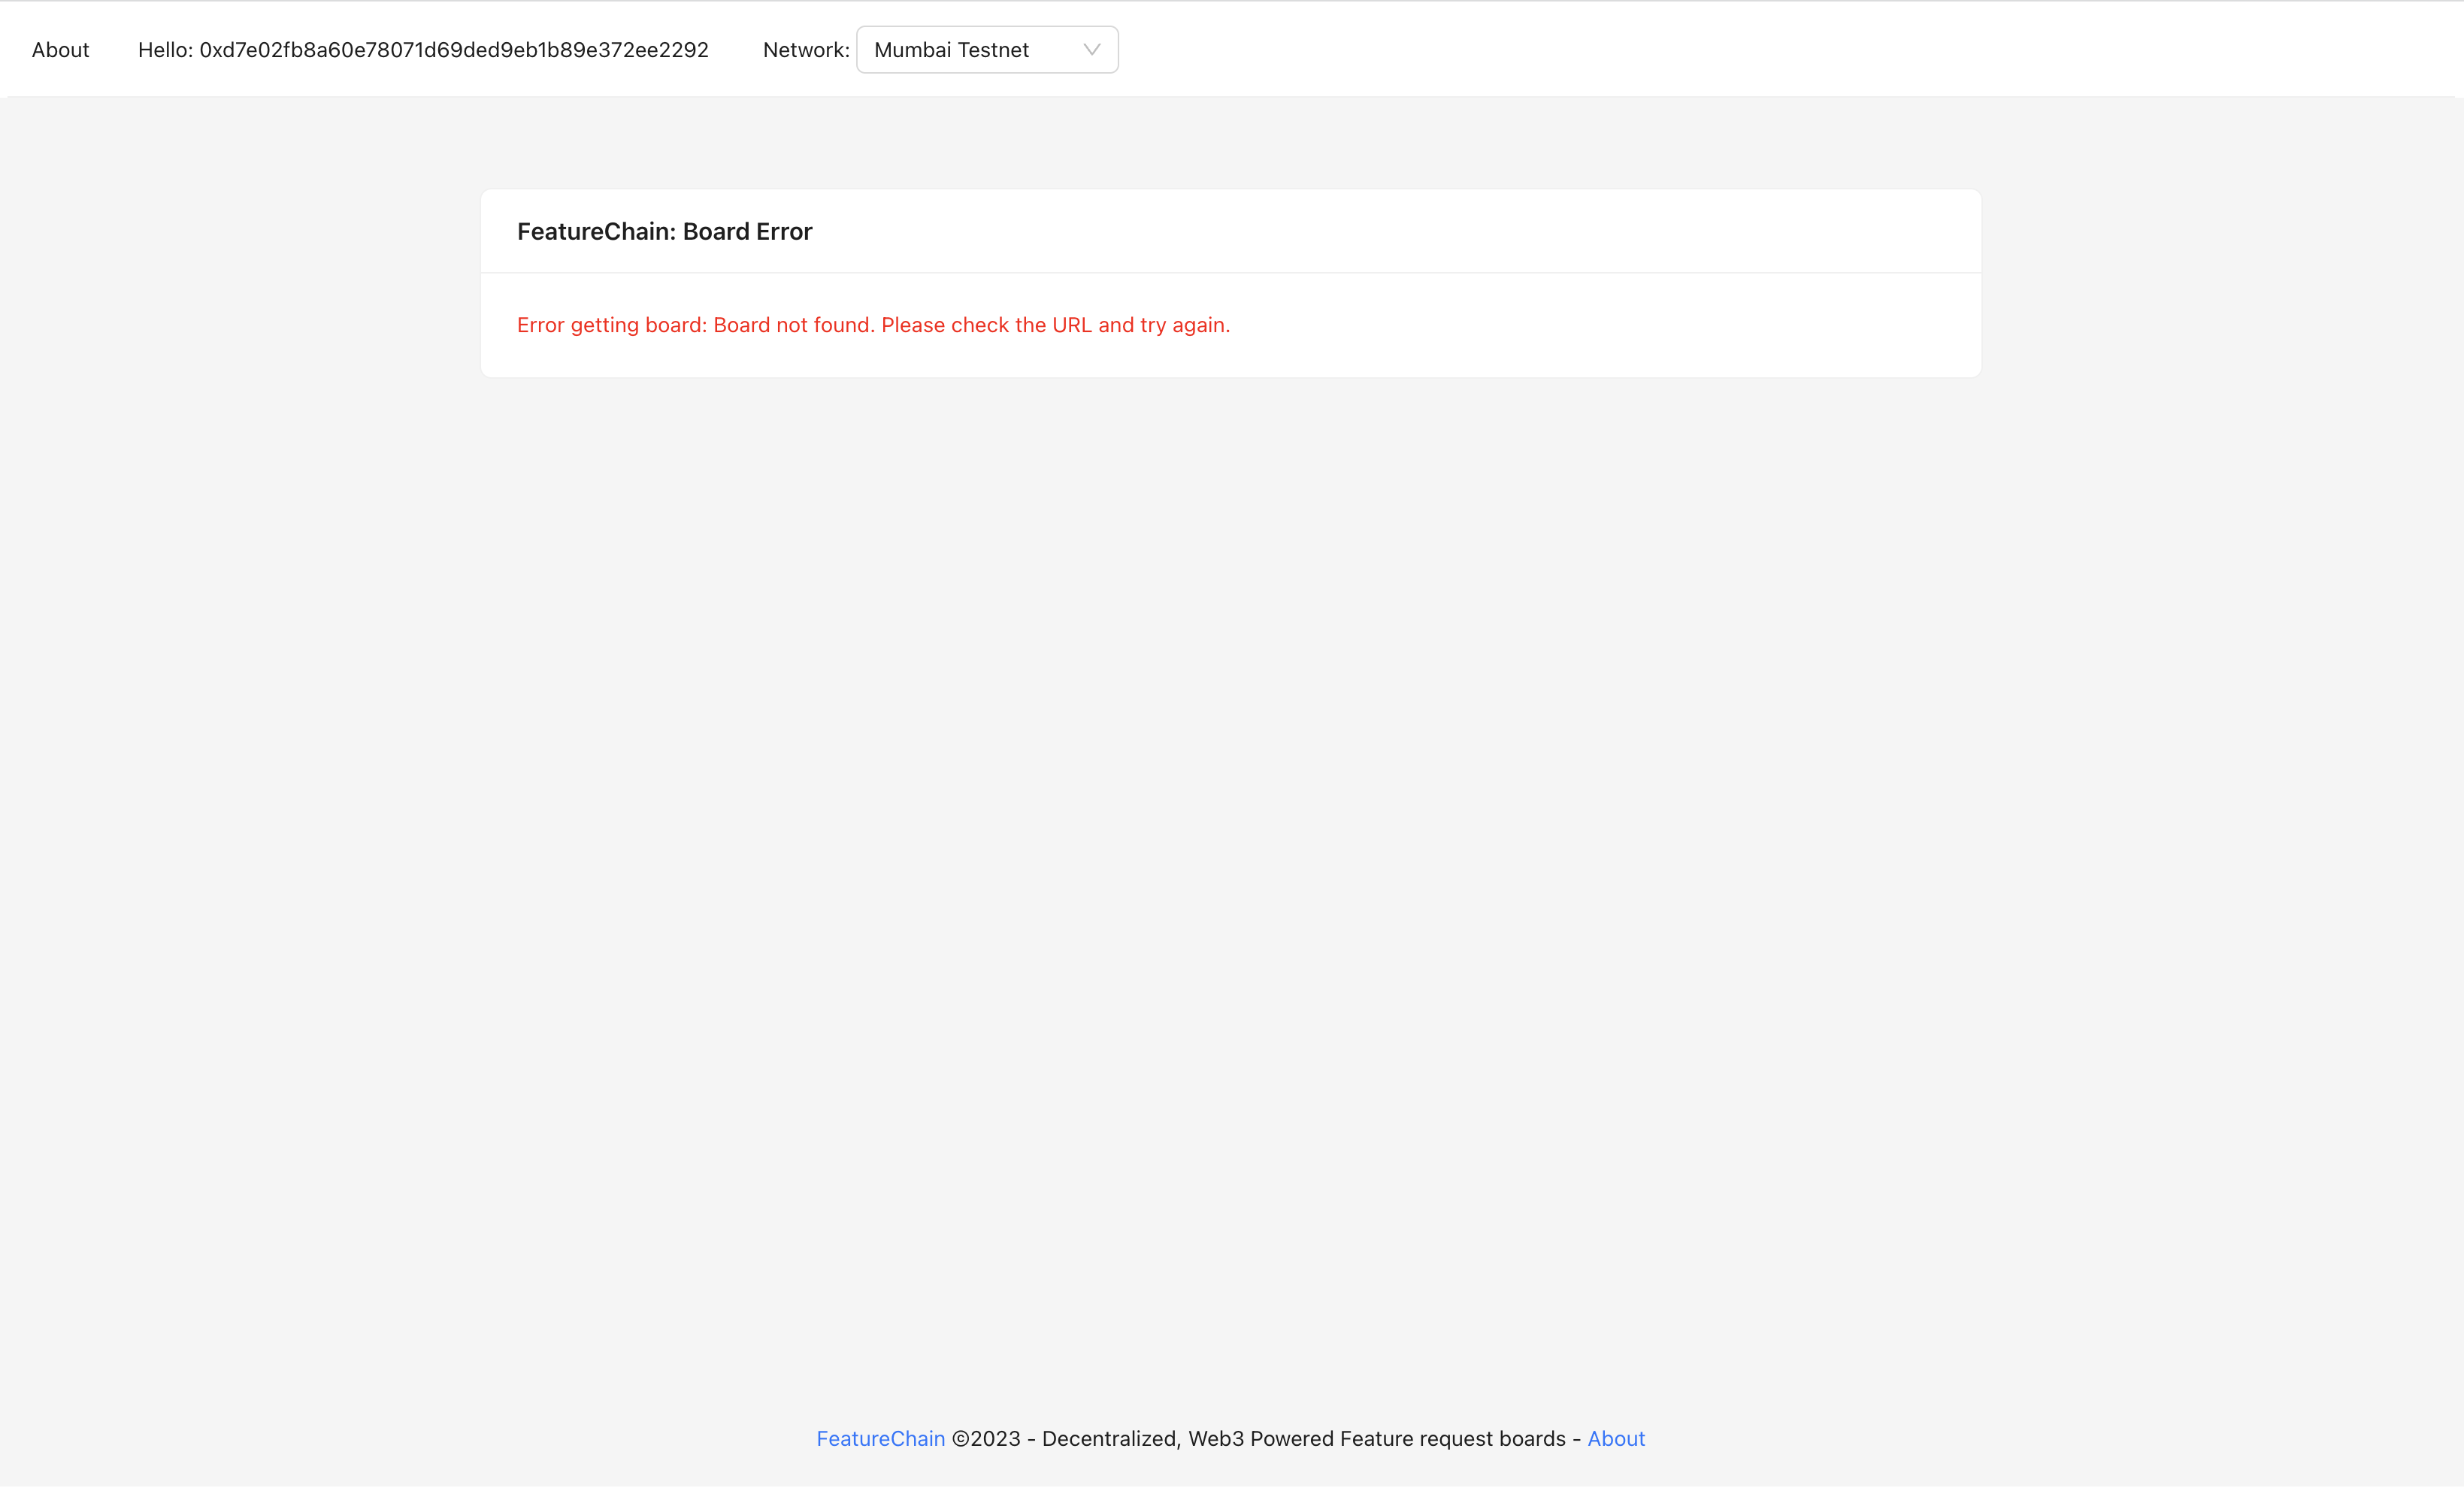 About Hello: 0xd7e02fb8a60e78071d69ded9eb1b89e372ee2292 Network: Mumbai Testnet
FeatureChain: Board Error
Error getting board: Board not found. Please check the URL and try again.
FeatureChain ©2023 - Decentralized, Web3 Powered Feature request boards - About